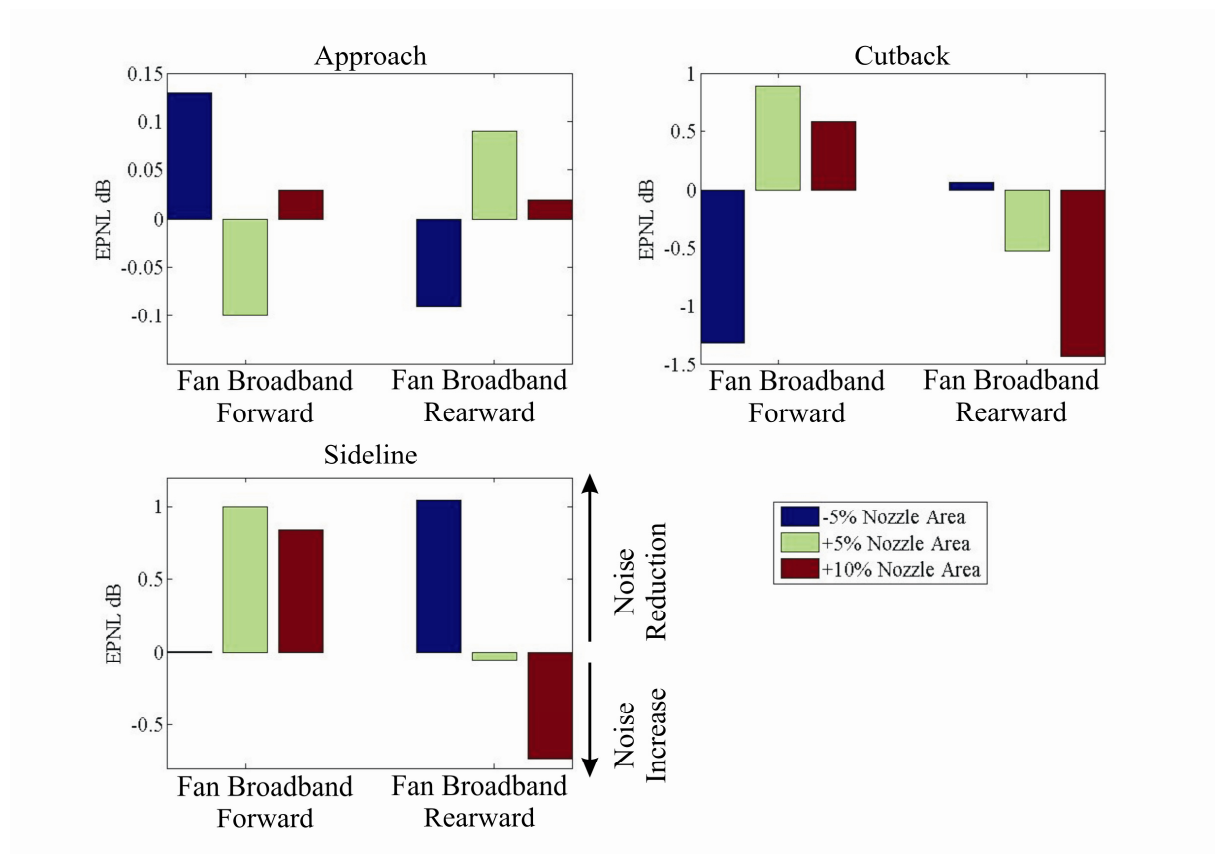 Approach
0.15
0.1
0.05
0
-0.05
-0.1
EPNL dB
Fan Broadband
Forward
Fan Broadband
Rearward
Cutback
1
0.5
0
-0.5
-1
-1.5
EPNL dB
Fan Broadband
Forward
Fan Broadband
Rearward
Sideline
1
0.5
0
-0.5
EPNL dB
Fan Broadband
Forward
Fan Broadband
Rearward
Noise
Reduction
Noise
Increase
-5% Nozzle Area
+5% Nozzle Area
+10% Nozzle Area